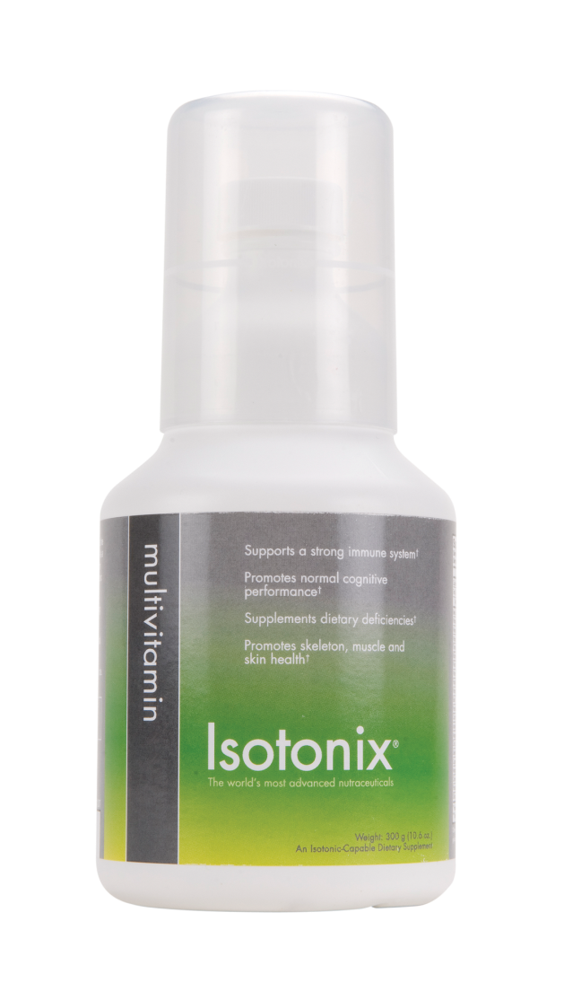 multivitamin
Supports a strong immune system†
Promotes normal cognitive
performance†
Supplements dietary deficiencies†
Promotes skeleton, muscle and
skin health†
Isotonix®
The world's most advanced nutraceuticals
Weight: 300 g (10.6 oz.)
An Isotonic-Capable Dietary Supplement